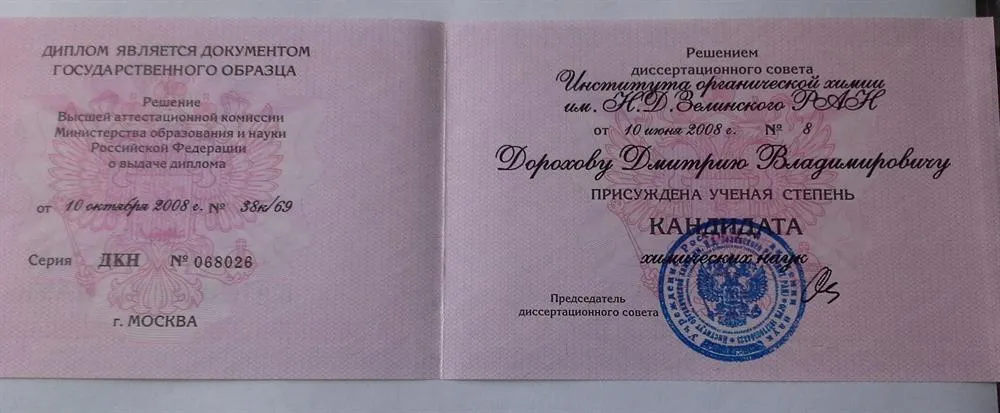 ДИПЛОМ ЯВЛЯЕТСЯ ДОКУМЕНТОМ
ГОСУДАРСТВЕННОГО ОБРАЗЦА
Решение
Высшей аттестационной комиссии
Министерства образования и науки
Российской Федерации
о выдаче диплома
от 10 октября 2008 г. № 38к/69
Серия ДКН № 068026
г. МОСКВА
Решением
диссертационного совета
Института органической химии
им. Н.Д.Зелинского РАН
от 10 июня 2008 г. № 8
Дорохову Дмитрию Владимировичу
ПРИСУЖДЕНА УЧЕНАЯ СТЕПЕНЬ
КАНДИДАТА
химических наук
Председатель
диссертационного совета